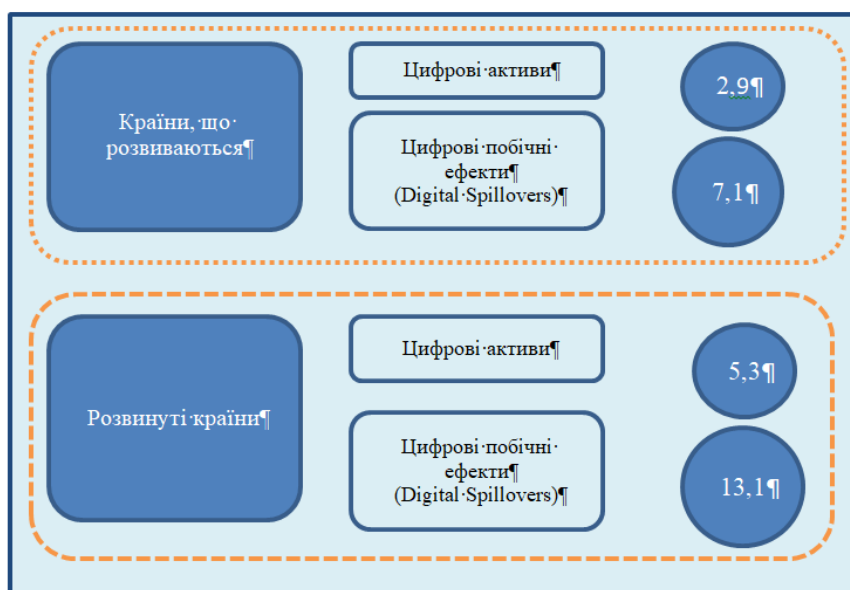 Країни,·що·
розвиваються¶
Цифрові·активи¶
2,9¶
Цифрові·побічні·
ефекти¶
(Digital·Spillovers)¶
7,1¶
Розвинуті·країни¶
Цифрові·активи¶
5,3¶
Цифрові·побічні·
ефекти¶
(Digital·Spillovers)¶
13,1¶